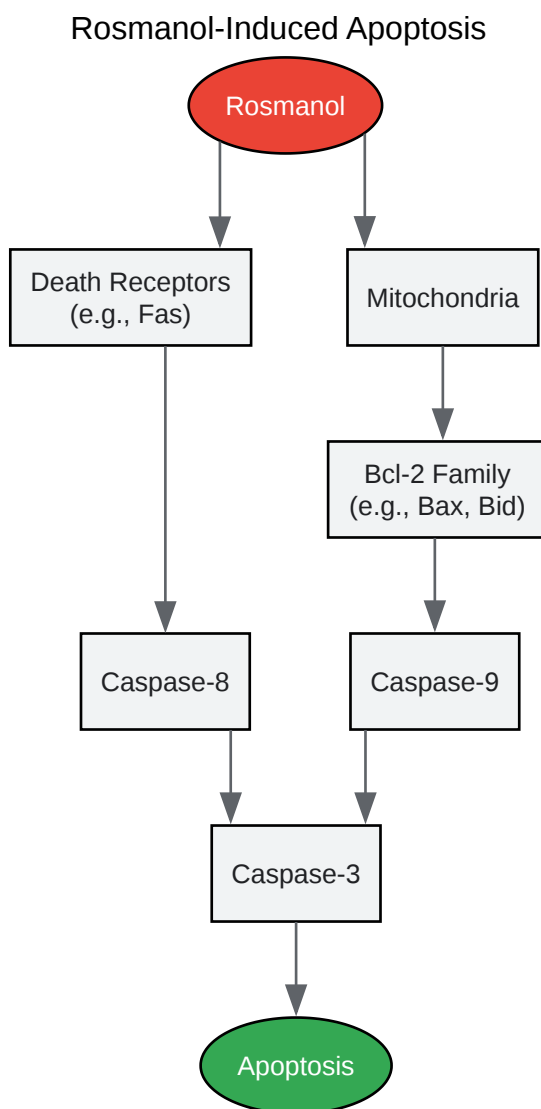 Rosmanol-Induced Apoptosis
Rosmanol
Death Receptors
(e.g., Fas)
Mitochondria
Bcl-2 Family
(e.g., Bax, Bid)
Caspase-8
Caspase-9
Caspase-3
Apoptosis